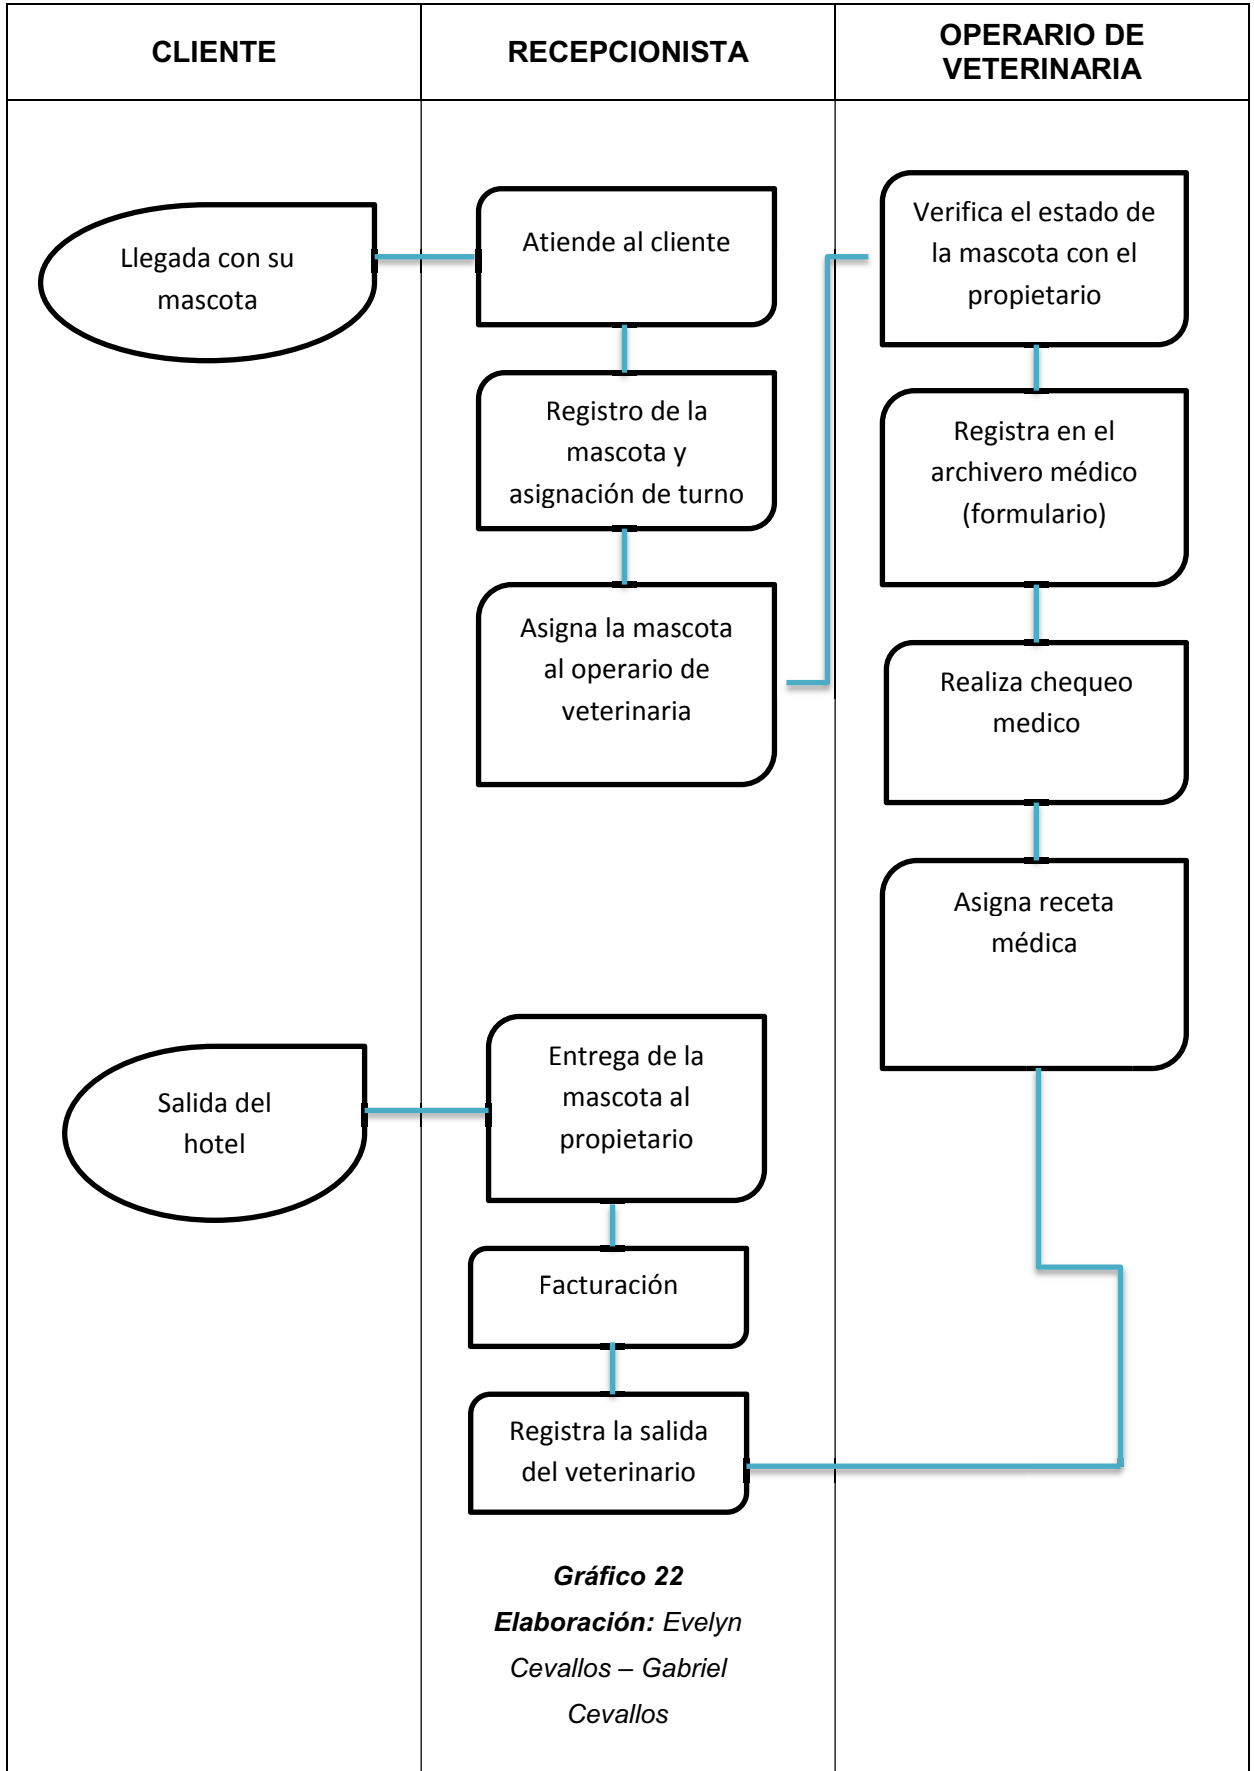 CLIENTE
RECEPCIONISTA
OPERARIO DE
VETERINARIA
Llegada con su
mascota
Atiende al cliente
Registro de la
mascota y
asignación de turno
Asigna la mascota
al operario de
veterinaria
Verifica el estado de
la mascota con el
propietario
Registra en el
archivero médico
(formulario)
Realiza chequeo
medico
Asigna receta
médica
Registra la salida
del veterinario
Facturación
Entrega de la
mascota al
propietario
Salida del
hotel
Gráfico 22
Elaboración: Evelyn
Cevallos – Gabriel
Cevallos